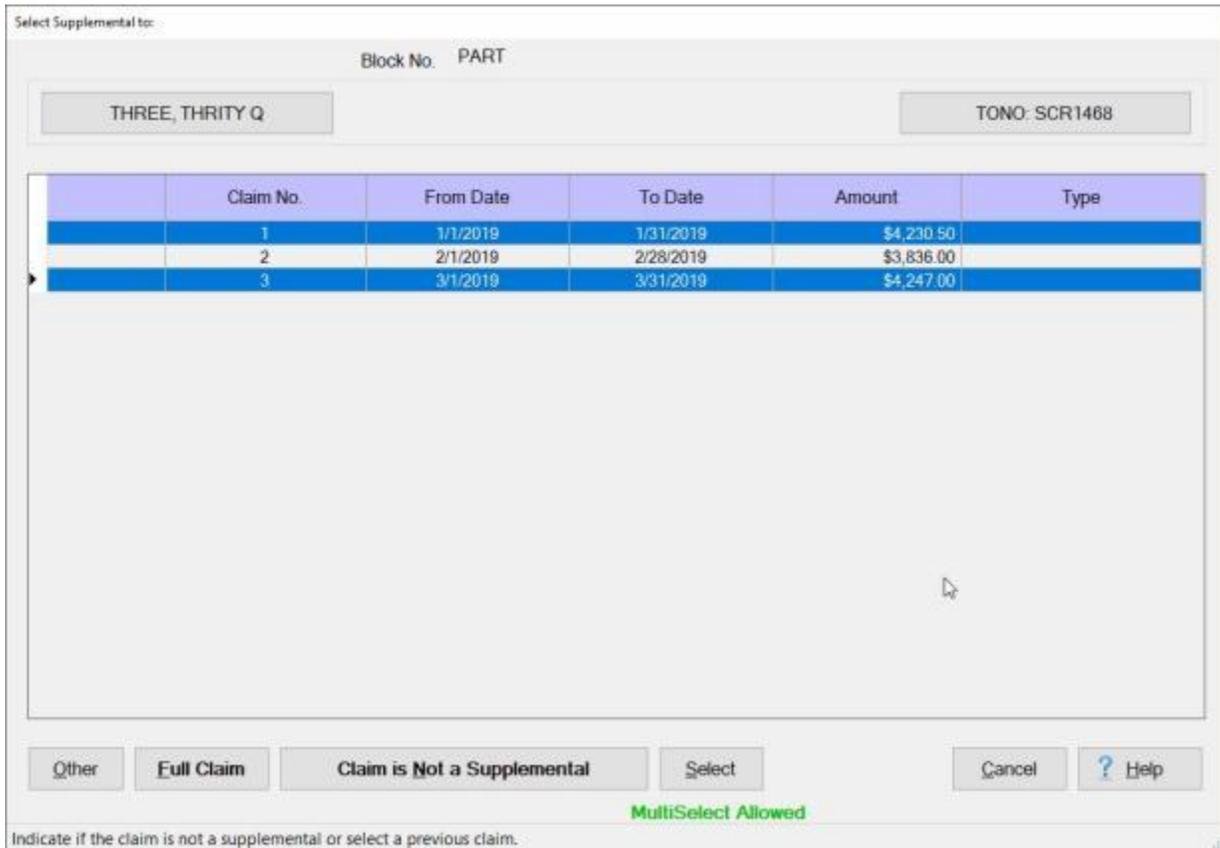 Select Supplemental to:
Block No. PART
THREE, THRITY Q TONO: SCR1468
Claim No. From Date To Date Amount Type
1 1/1/2019 1/31/2019 $4,230.50
2 2/1/2019 2/28/2019 $3,836.00
3 3/1/2019 3/31/2019 $4,247.00
Other Full Claim Claim is Not a Supplemental Select Cancel ? Help
MultiSelect Allowed
Indicate if the claim is not a supplemental or select a previous claim.